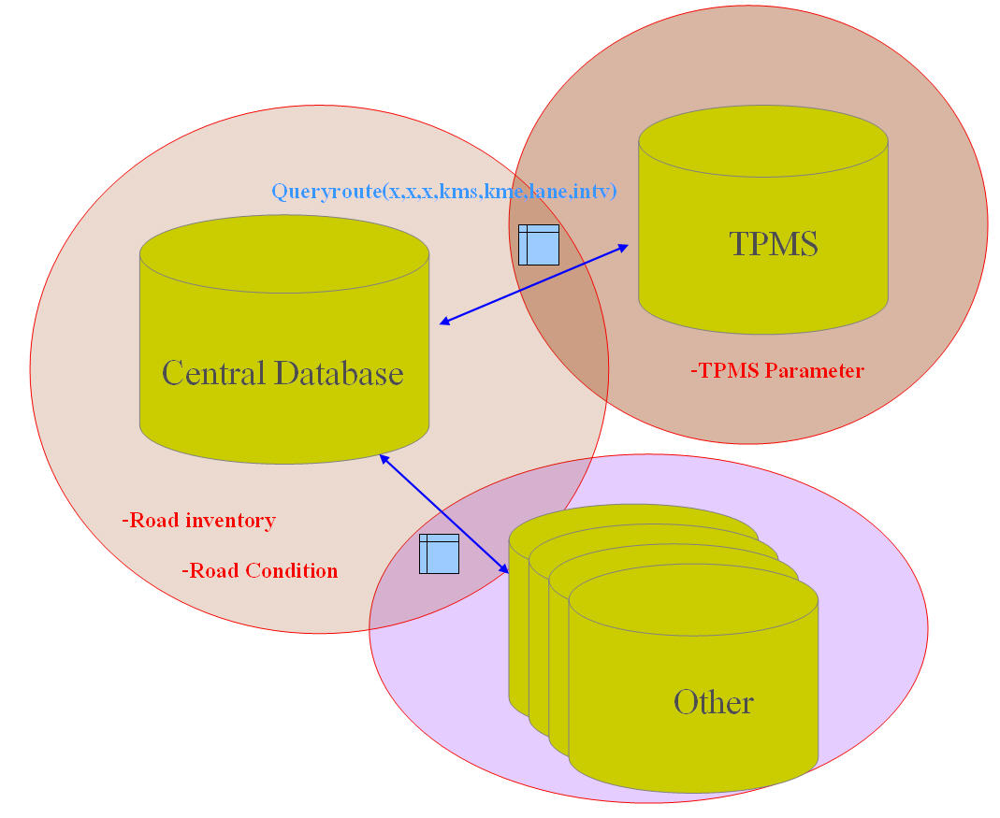 Queryroute(x,x,x,kms,kme,lane,intv)
TPMS
Central Database
-TPMS Parameter
-Road inventory
-Road Condition
Other